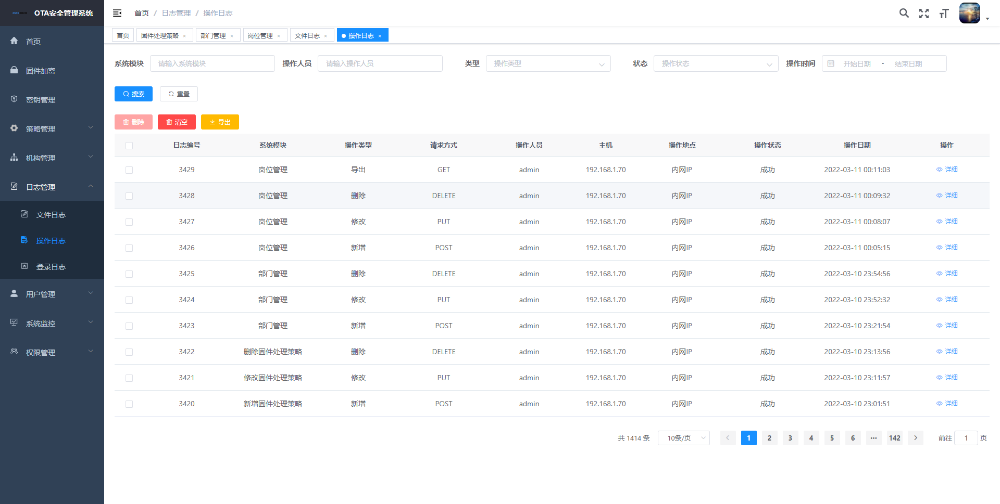 OTA安全管理系统
首页 / 日志管理 / 操作日志
首页 固件处理策略 × 部门管理 × 岗位管理 × 文件日志 × 操作日志 ×
首页
固件加密
密钥管理
策略管理
机构管理
日志管理
文件日志
操作日志
登录日志
用户管理
系统监控
权限管理
系统模块 请输入系统模块 操作人员 请输入操作人员 类型 操作类型 状态 操作状态 操作时间 开始日期 - 结束日期
搜索 重置
删除 清空 导出
日志编号 系统模块 操作类型 请求方式 操作人员 主机 操作地点 操作状态 操作日期 操作
3429 岗位管理 导出 GET admin 192.168.1.70 内网IP 成功 2022-03-11 00:11:03 详细
3428 岗位管理 删除 DELETE admin 192.168.1.70 内网IP 成功 2022-03-11 00:09:32 详细
3427 岗位管理 修改 PUT admin 192.168.1.70 内网IP 成功 2022-03-11 00:08:07 详细
3426 岗位管理 新增 POST admin 192.168.1.70 内网IP 成功 2022-03-11 00:05:15 详细
3425 部门管理 删除 DELETE admin 192.168.1.70 内网IP 成功 2022-03-10 23:54:56 详细
3424 部门管理 修改 PUT admin 192.168.1.70 内网IP 成功 2022-03-10 23:52:32 详细
3423 部门管理 新增 POST admin 192.168.1.70 内网IP 成功 2022-03-10 23:21:54 详细
3422 删除固件处理策略 删除 DELETE admin 192.168.1.70 内网IP 成功 2022-03-10 23:13:56 详细
3421 修改固件处理策略 修改 PUT admin 192.168.1.70 内网IP 成功 2022-03-10 23:11:57 详细
3420 新增固件处理策略 新增 POST admin 192.168.1.70 内网IP 成功 2022-03-10 23:01:51 详细
共 1414 条 10条/页 1 2 3 4 5 6 ··· 142 前往 1 页